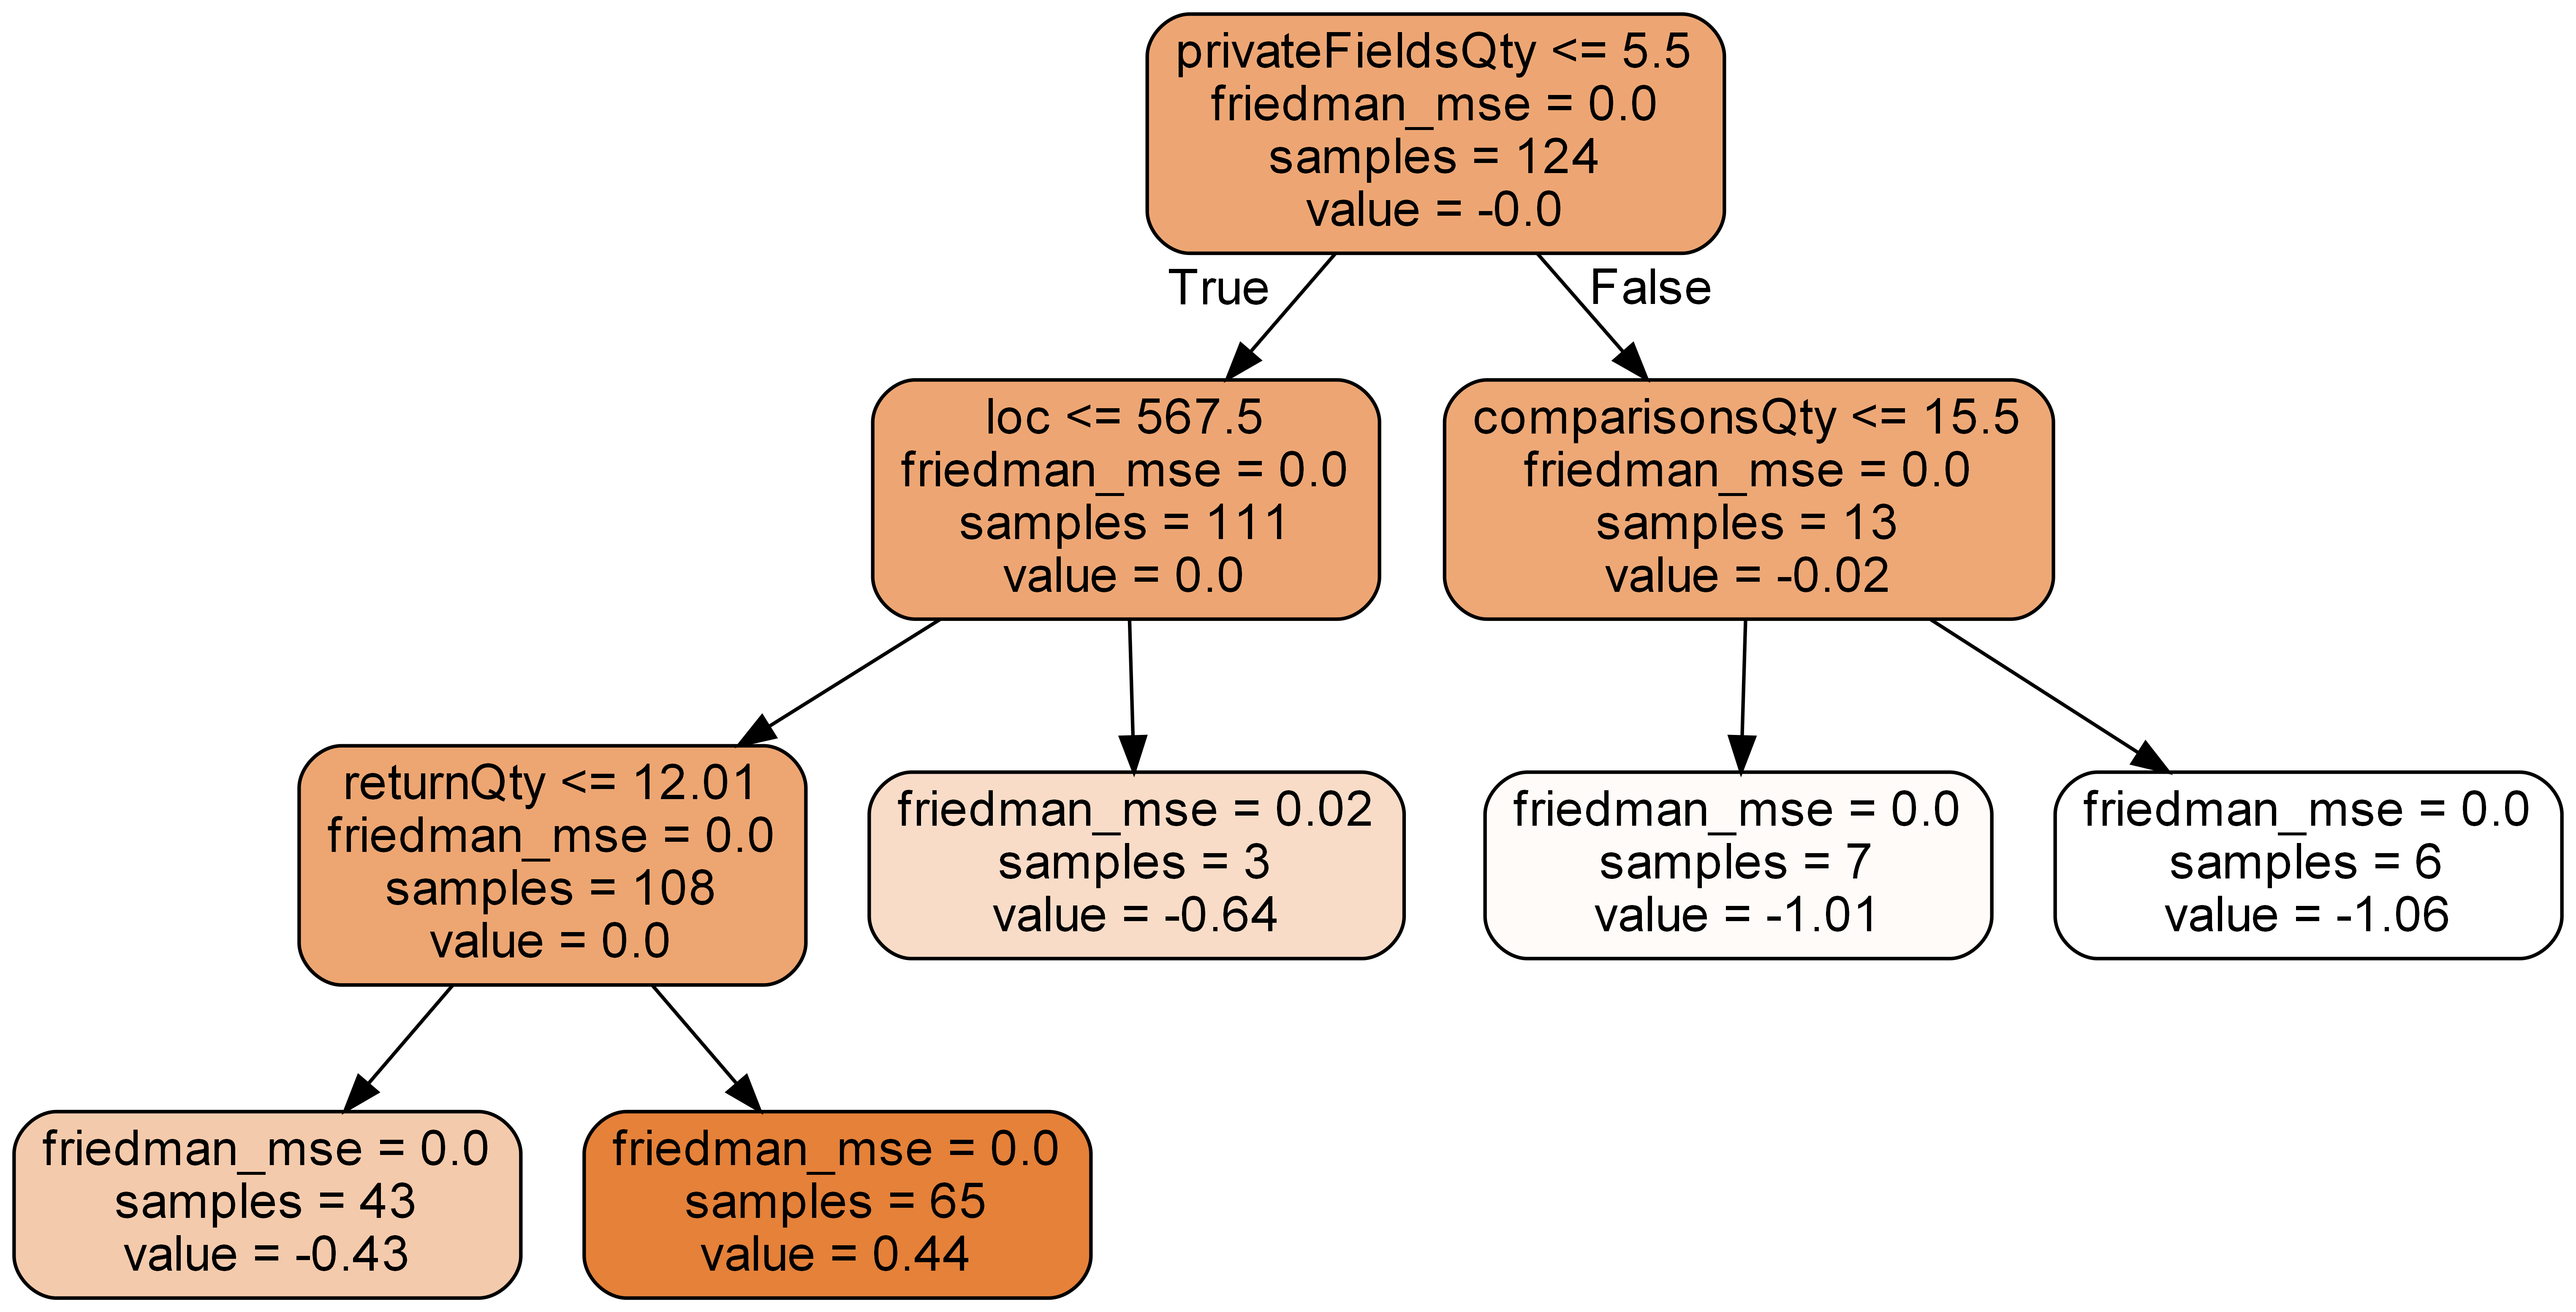 privateFieldsQty <= 5.5
friedman_mse = 0.0
samples = 124
value = -0.0
True
False
loc <= 567.5
friedman_mse = 0.0
samples = 111
value = 0.0
comparisonsQty <= 15.5
friedman_mse = 0.0
samples = 13
value = -0.02
returnQty <= 12.01
friedman_mse = 0.0
samples = 108
value = 0.0
friedman_mse = 0.02
samples = 3
value = -0.64
friedman_mse = 0.0
samples = 7
value = -1.01
friedman_mse = 0.0
samples = 6
value = -1.06
friedman_mse = 0.0
samples = 43
value = -0.43
friedman_mse = 0.0
samples = 65
value = 0.44